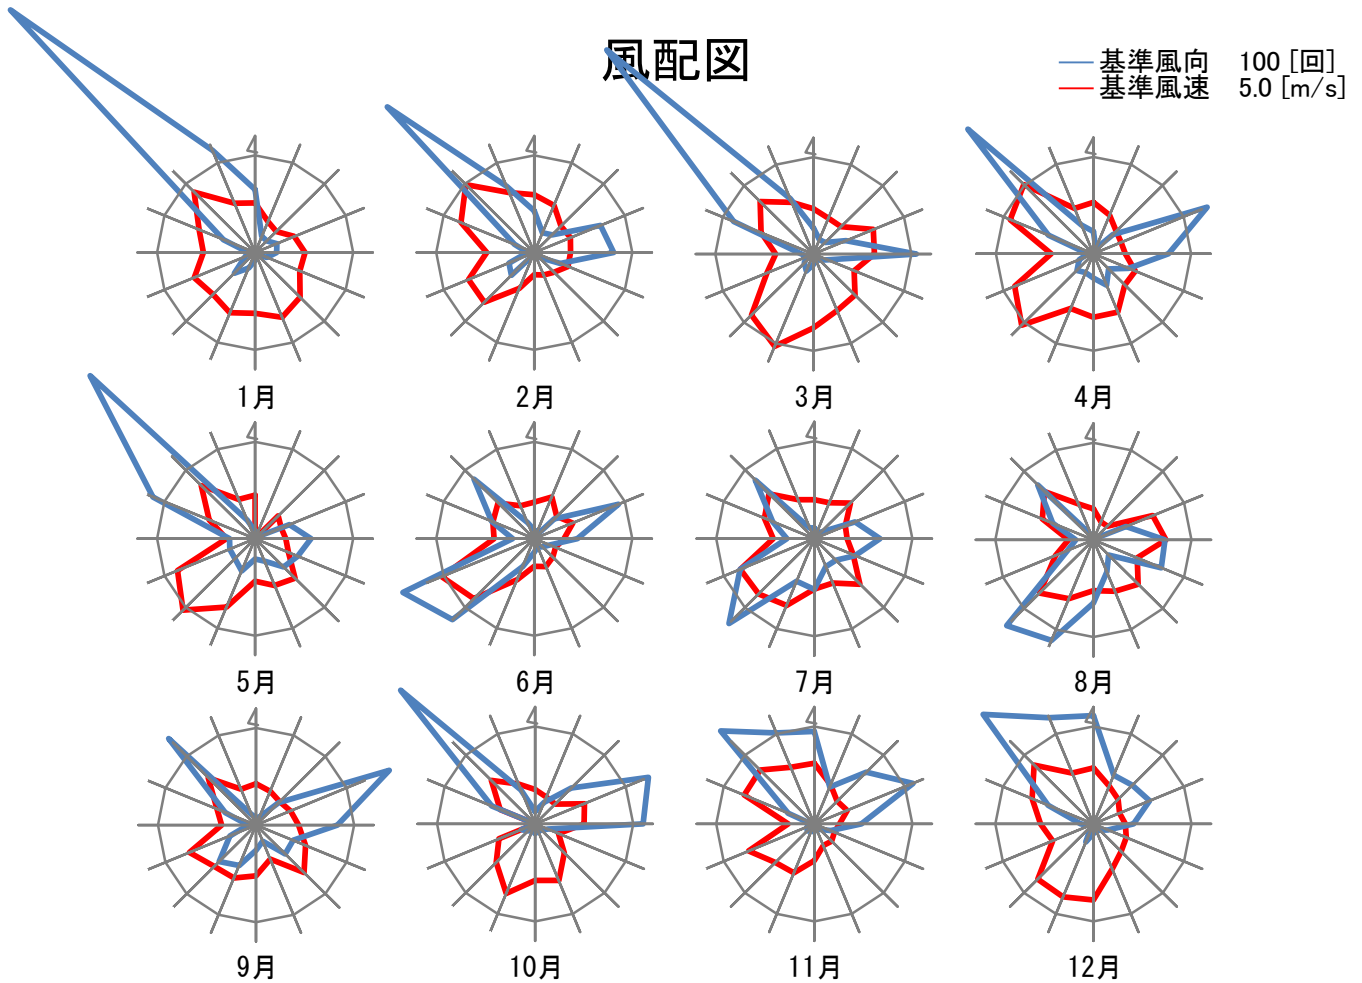 風配図
基準風向　100 [回]
基準風速　5.0 [m/s]
1月
2月
3月
4月
5月
6月
7月
8月
9月
10月
11月
12月